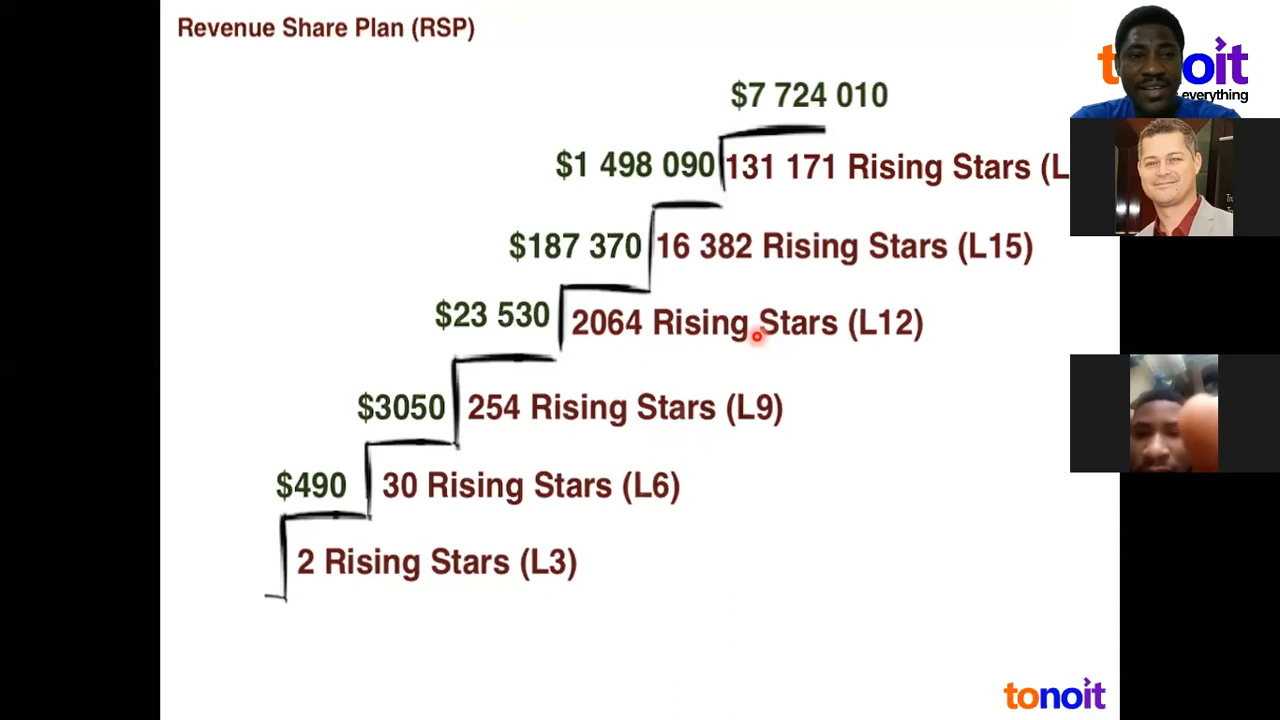 Revenue Share Plan (RSP)
$7 724 010
$1 498 090
131 171 Rising Stars (L
$187 370
16 382 Rising Stars (L15)
$23 530
2064 Rising Stars (L12)
$3050
254 Rising Stars (L9)
$490
30 Rising Stars (L6)
2 Rising Stars (L3)
everything
tonoit